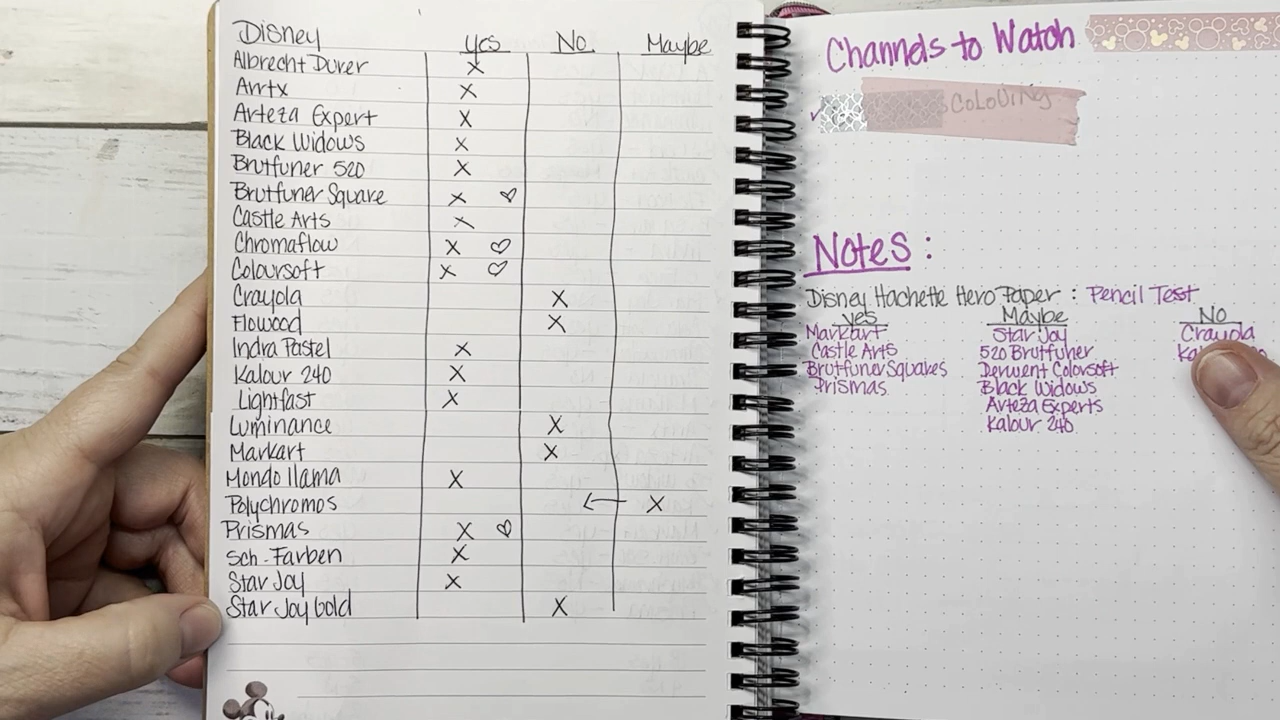 Disney yes No. Maybe
Albrecht Durer X
Arrtx X
Arteza Expert X
Black Widows X
Brutfuner 520 X
Brutfuner Square X ♡
Castle Arts X
Chromaflow X ♡
Coloursoft X ♡
Crayola X
Flowood X
Indra Pastel X
Kalour 240 X
Lightfast X
Luminance X
Markart X
Mondo llama X
Polychromos ← X
Prismas X ♡
Sch-Farben X
Star Joy X
Star Joy Gold X
Channels to Watch
✓ Coloring
Notes:
Disney Hachette Hero Paper: Pencil Test
yes Maybe No
Markart Star Joy Crayola
Castle Arts 520 Brutfuner
Brutfuner Squares Derwent Colorsoft
Prismas Black Widows
Arteza Experts
Kalour 240